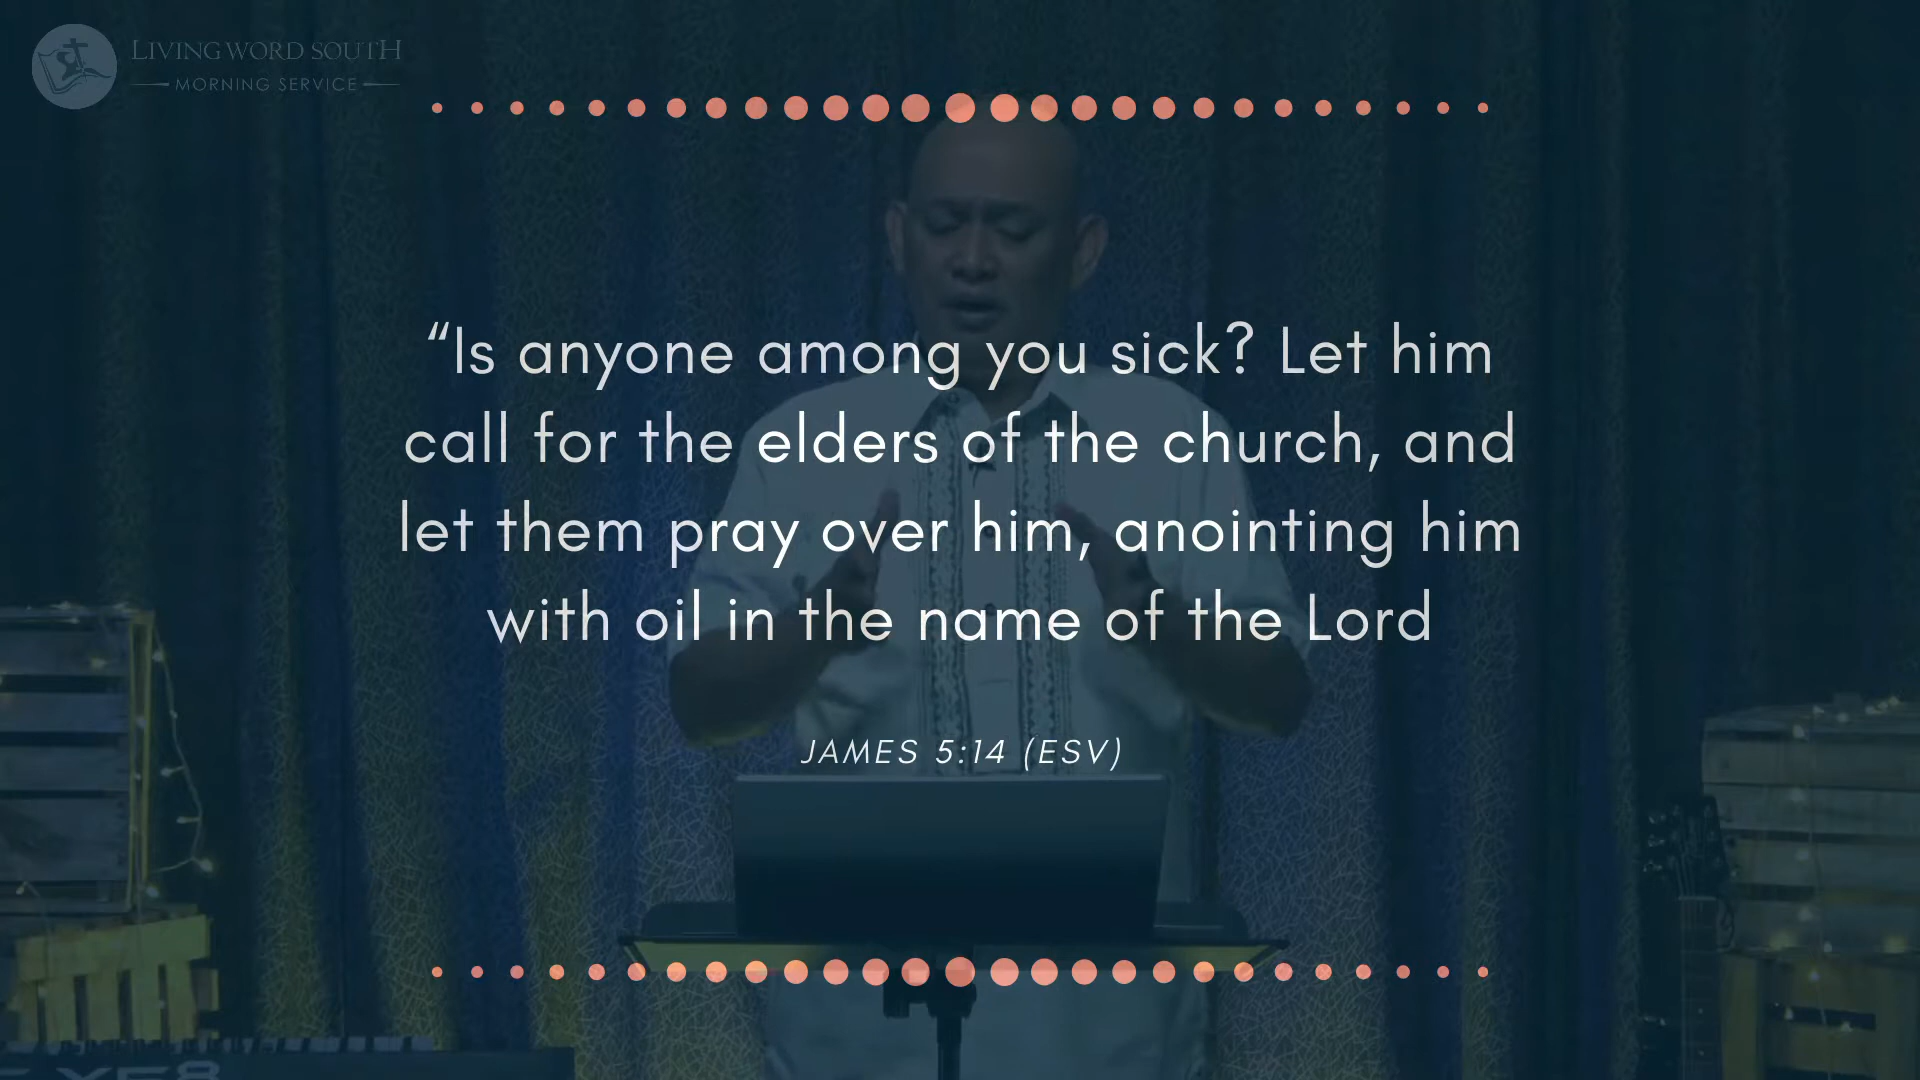 LIVING WORD SOUTH
MORNING SERVICE
“Is anyone among you sick? Let him
call for the elders of the church, and
let them pray over him, anointing him
with oil in the name of the Lord
JAMES 5:14 (ESV)